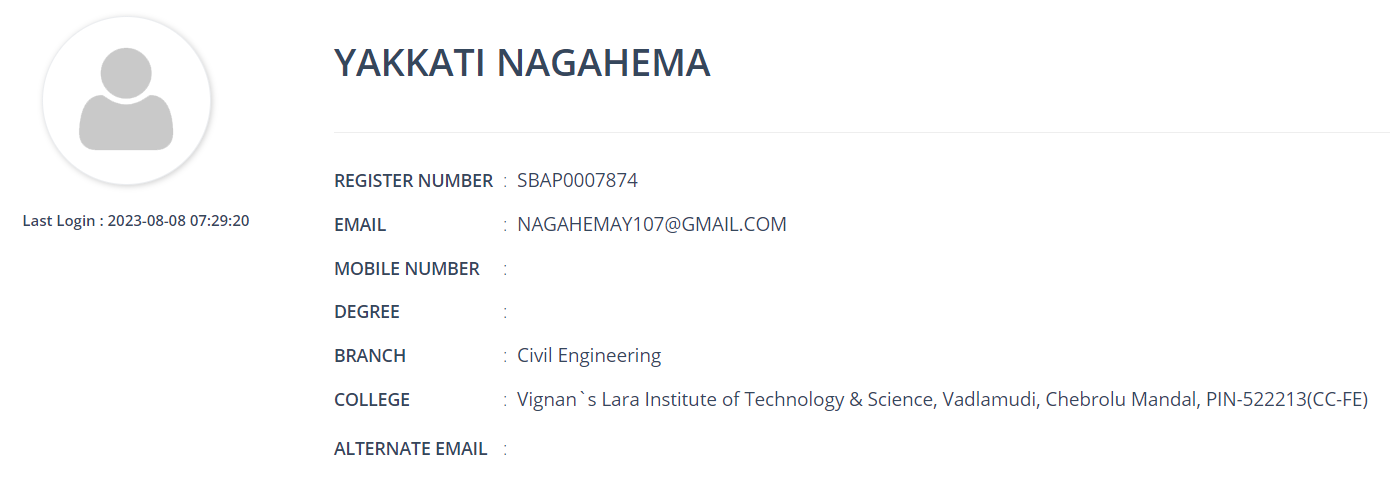 YAKKATI NAGAHEMA
Last Login : 2023-08-08 07:29:20
REGISTER NUMBER : SBAP0007874
EMAIL : NAGAHEMAY107@GMAIL.COM
MOBILE NUMBER :
DEGREE :
BRANCH : Civil Engineering
COLLEGE : Vignan`s Lara Institute of Technology & Science, Vadlamudi, Chebrolu Mandal, PIN-522213(CC-FE)
ALTERNATE EMAIL :